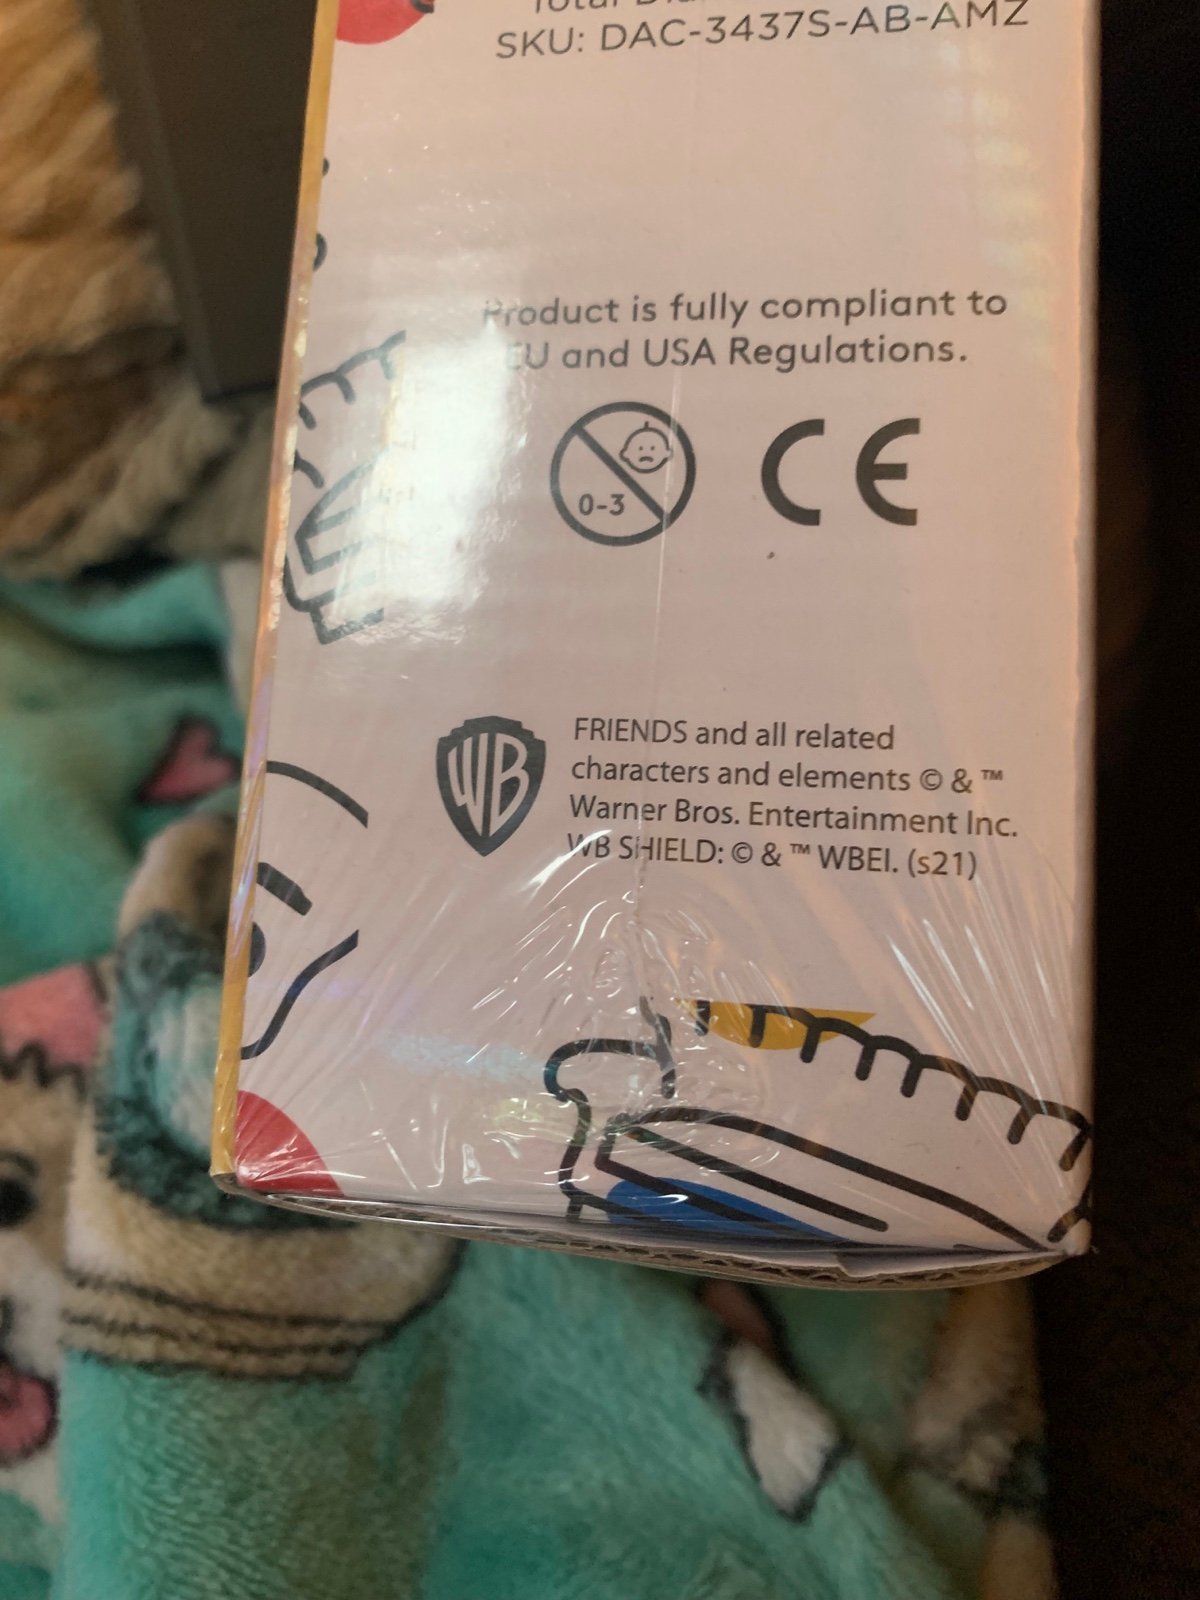 Total
SKU: DAC-3437S-AB-AMZ
Product is fully compliant to
EU and USA Regulations.
0-3
CE
WB
FRIENDS and all related
characters and elements © & ™
Warner Bros. Entertainment Inc.
WB SHIELD: © & ™ WBEI. (s21)